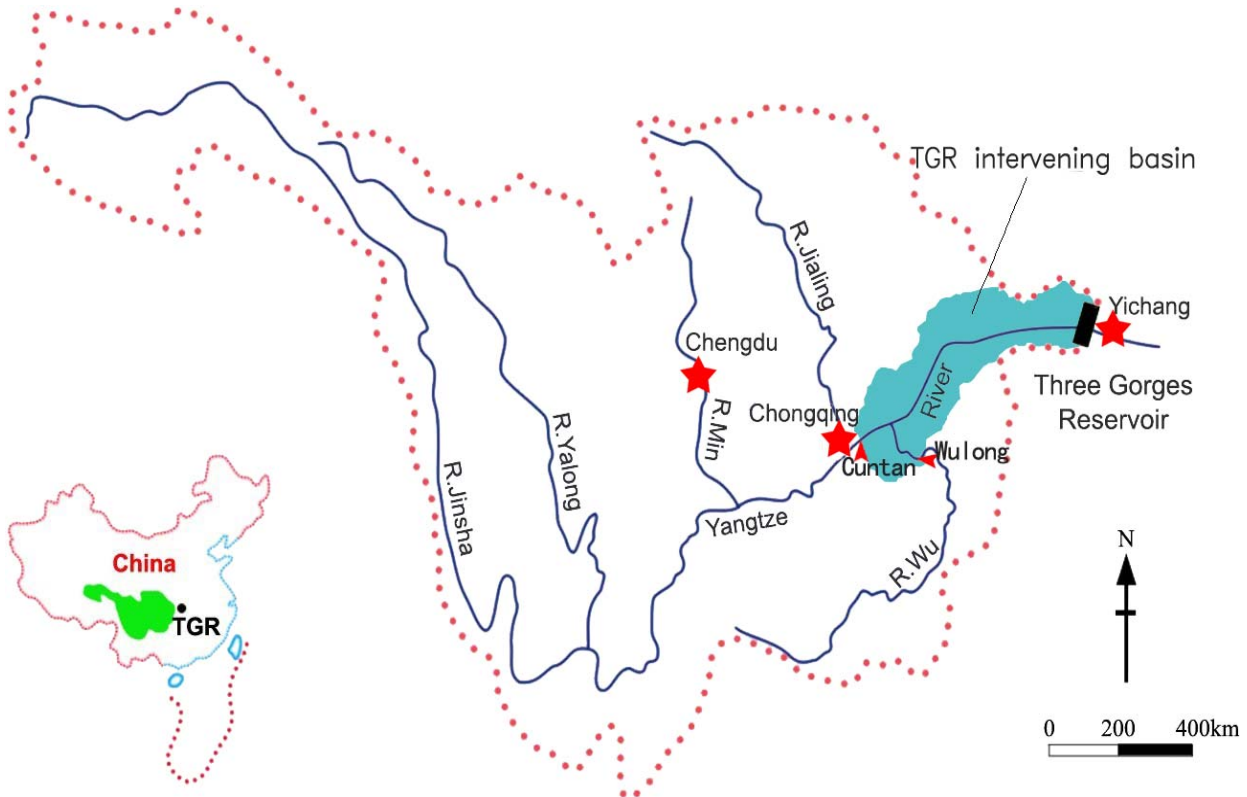 TGR intervening basin
R.Jialing
Yichang
Chengdu
Three Gorges
Reservoir
River
Chongqing
R.Min
R.Yalong
Wulong
Cuntan
R.Jinsha
Yangtze
R.Wu
China
TGR
N
0 200 400km